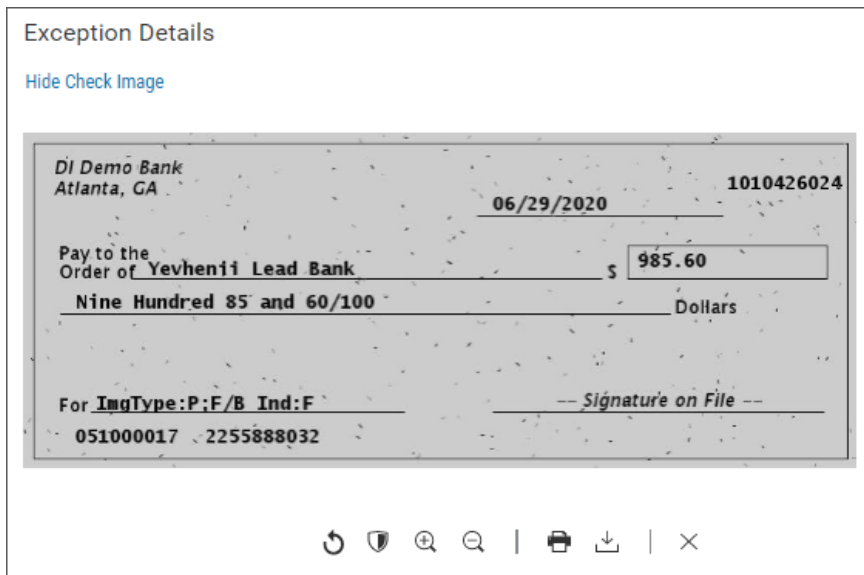 Exception Details
Hide Check Image
DI Demo Bank
Atlanta, GA
1010426024
06/29/2020
Pay to the
Order of Yevhenii Lead Bank $ 985.60
Nine Hundred 85 and 60/100 Dollars
For ImgType:P;F/B Ind:F -- Signature on File --
051000017 2255888032